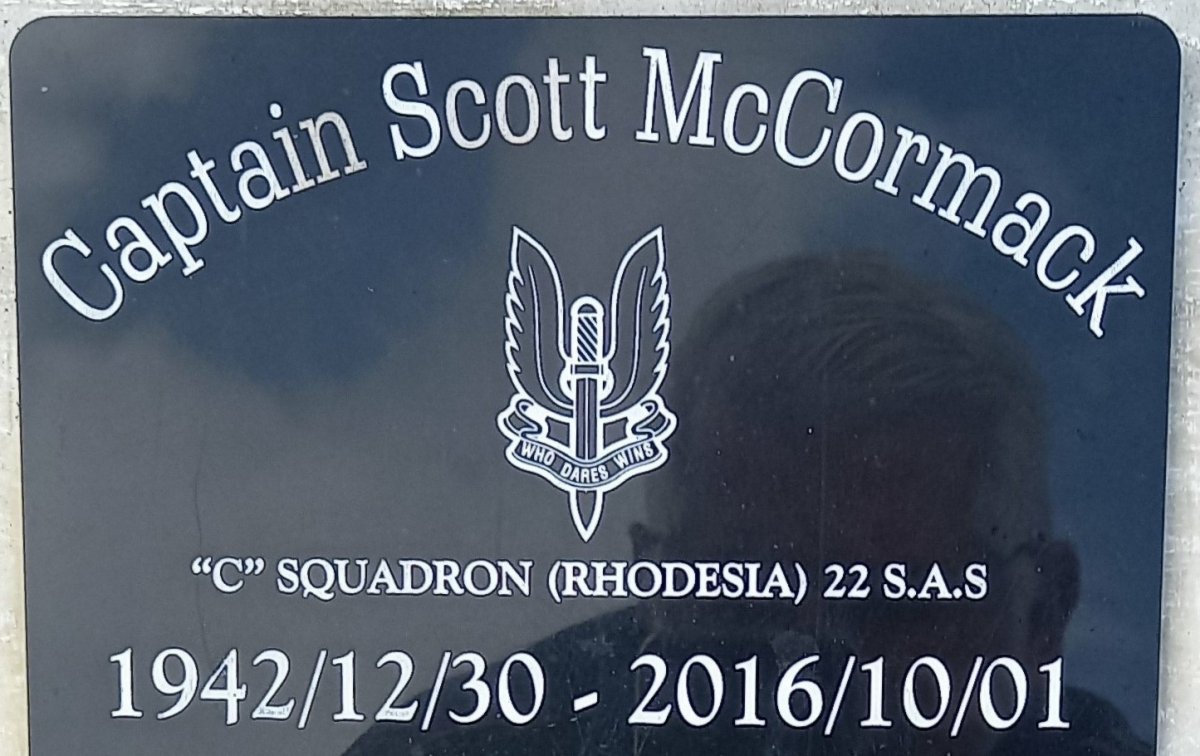 Captain Scott McCormack
WHO DARES WINS
“C” SQUADRON (RHODESIA) 22 S.A.S
1942/12/30 - 2016/10/01